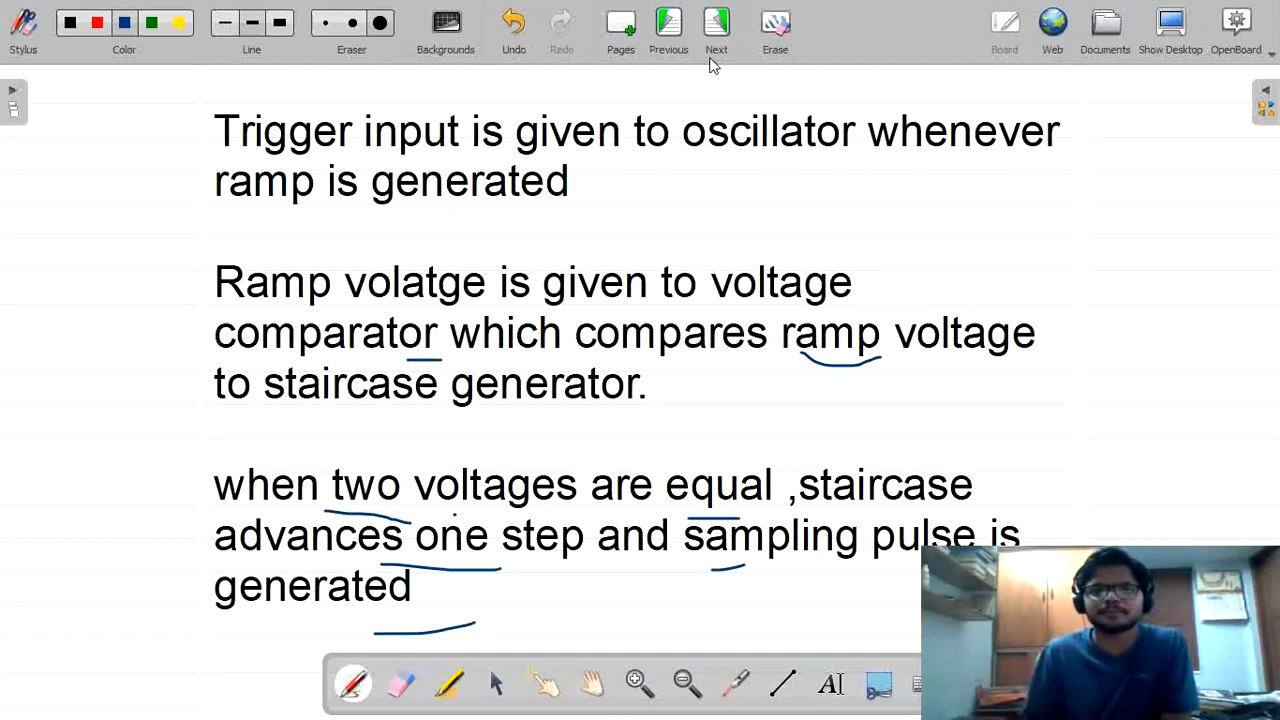 Stylus Color Line Eraser Backgrounds Undo Redo Pages Previous Next Erase Board Web Documents Show Desktop OpenBoard
Trigger input is given to oscillator whenever
ramp is generated
Ramp volatge is given to voltage
comparator which compares ramp voltage
to staircase generator.
when two voltages are equal ,staircase
advances one step and sampling pulse is
generated